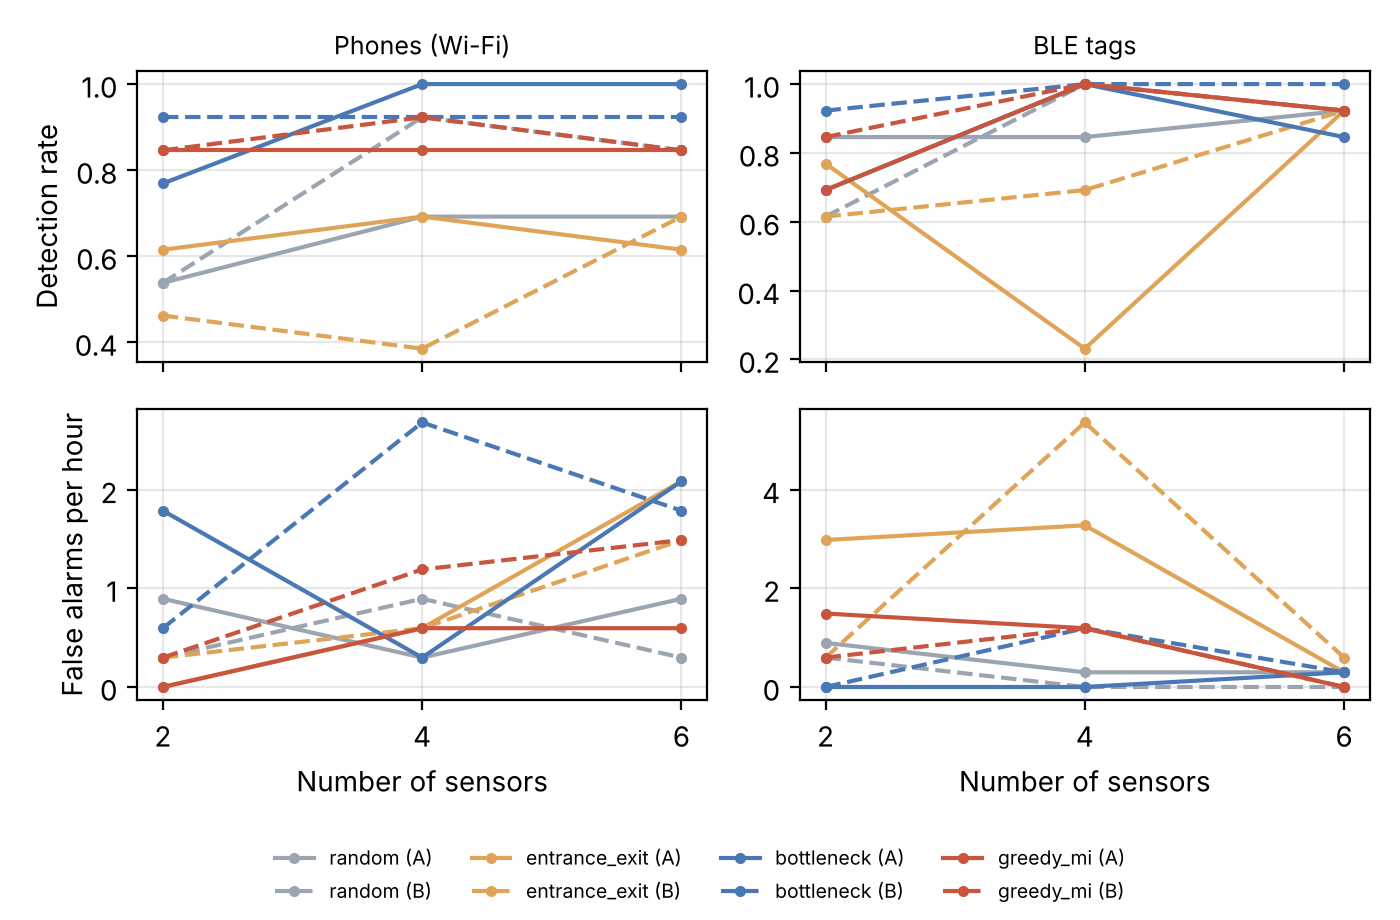 Phones (Wi-Fi)
BLE tags
Detection rate
1.0
0.8
0.6
0.4
1.0
0.8
0.6
0.4
0.2
False alarms per hour
2
1
0
4
2
0
2
4
6
2
4
6
Number of sensors
Number of sensors
random (A)
entrance_exit (A)
bottleneck (A)
greedy_mi (A)
random (B)
entrance_exit (B)
bottleneck (B)
greedy_mi (B)